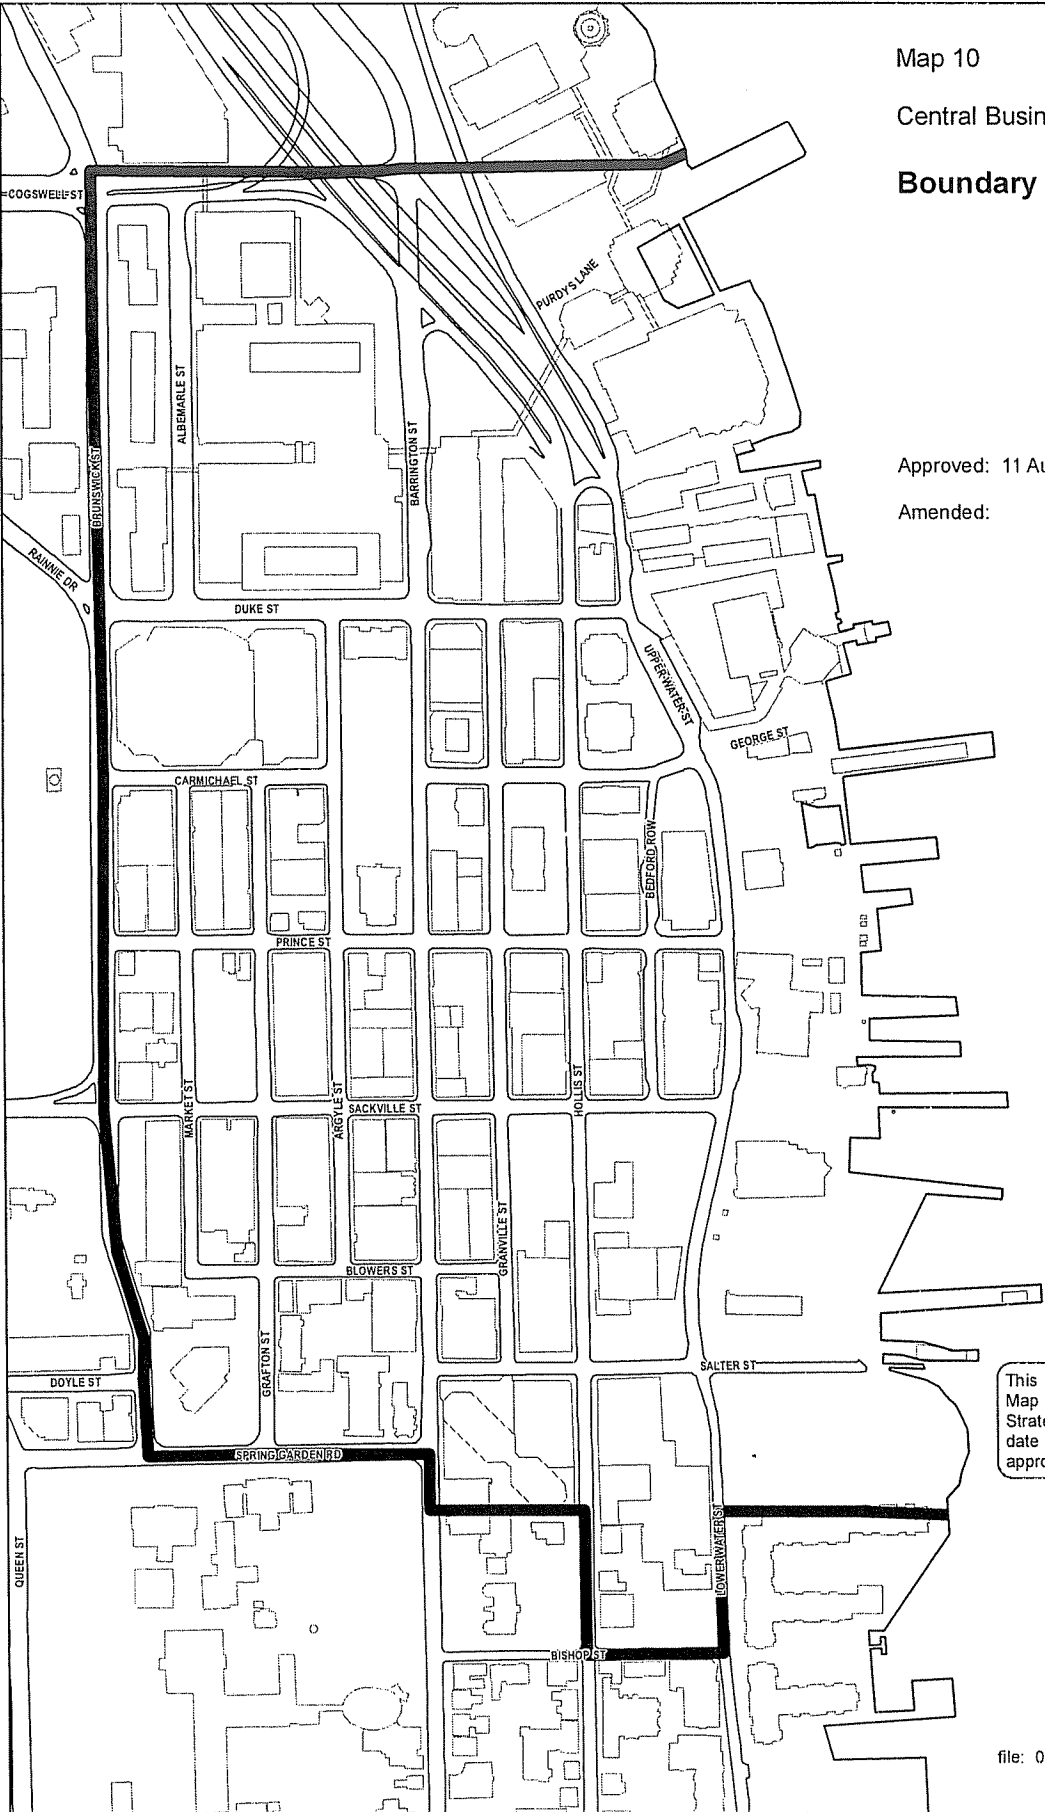 Map 10
Central Busin
Boundary
COGSWELL ST
PURDY'S LANE
ALBEMARLE ST
BARRINGTON ST
BRUNSWICK ST
Approved: 11 Au
Amended:
RAINNIE DR
DUKE ST
UPPER WATER ST
GEORGE ST
CARMICHAEL ST
BEDFORD ROW
PRINCE ST
MARKET ST
ARGYLE ST
SACKVILLE ST
HOLLIS ST
GRANVILLE ST
BLOWERS ST
GRAFTON ST
SALTER ST
DOYLE ST
This
Map
Strate
date
appro
SPRING GARDEN RD
QUEEN ST
LOWER WATER ST
BISHOP ST
file: 0